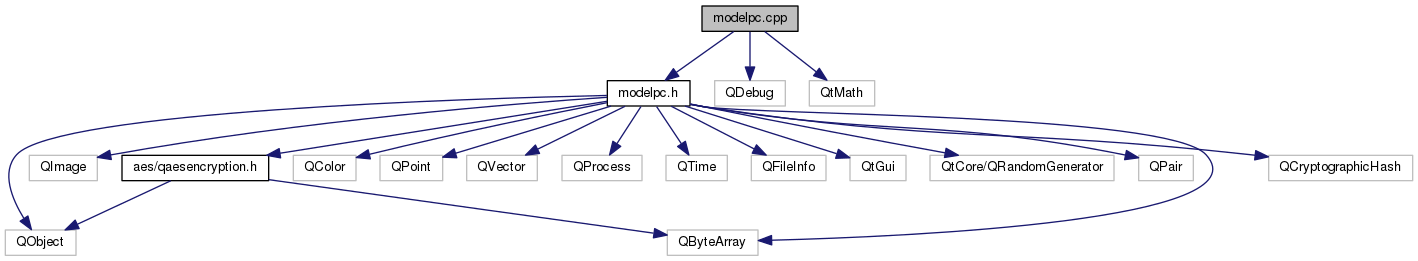 modelpc.cpp
modelpc.h
QDebug
QtMath
QImage
aes/qaesencryption.h
QColor
QPoint
QVector
QProcess
QTime
QFileInfo
QtGui
QtCore/QRandomGenerator
QPair
QCryptographicHash
QObject
QByteArray